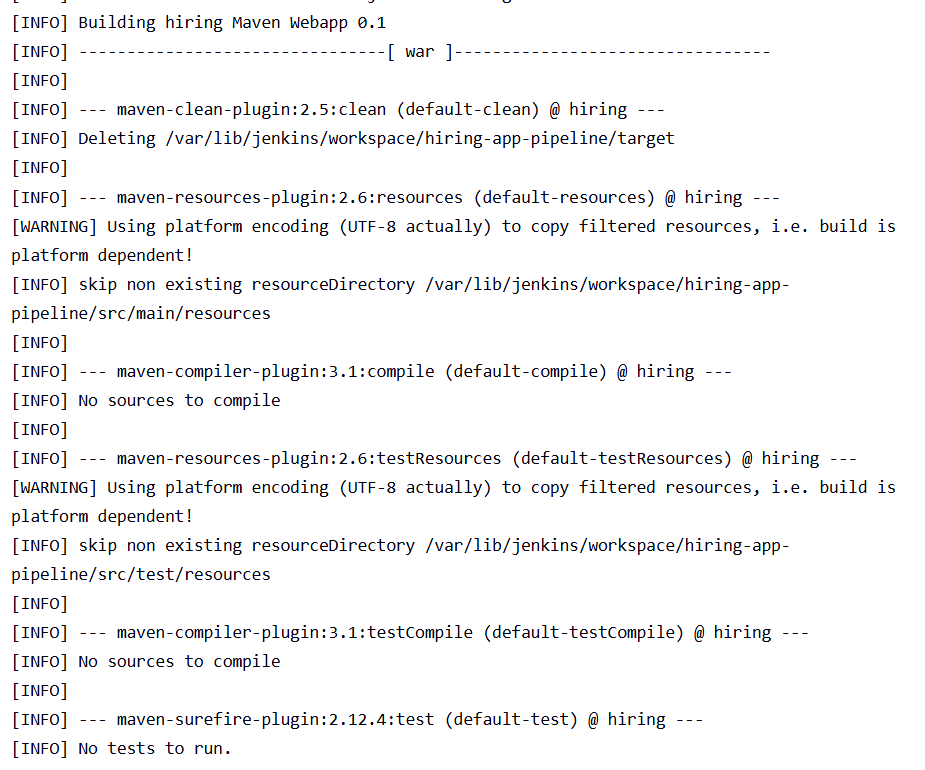 [INFO] Building hiring Maven Webapp 0.1
[INFO] --------------------------------[ war ]---------------------------------
[INFO]
[INFO] --- maven-clean-plugin:2.5:clean (default-clean) @ hiring ---
[INFO] Deleting /var/lib/jenkins/workspace/hiring-app-pipeline/target
[INFO]
[INFO] --- maven-resources-plugin:2.6:resources (default-resources) @ hiring ---
[WARNING] Using platform encoding (UTF-8 actually) to copy filtered resources, i.e. build is
platform dependent!
[INFO] skip non existing resourceDirectory /var/lib/jenkins/workspace/hiring-app-
pipeline/src/main/resources
[INFO]
[INFO] --- maven-compiler-plugin:3.1:compile (default-compile) @ hiring ---
[INFO] No sources to compile
[INFO]
[INFO] --- maven-resources-plugin:2.6:testResources (default-testResources) @ hiring ---
[WARNING] Using platform encoding (UTF-8 actually) to copy filtered resources, i.e. build is
platform dependent!
[INFO] skip non existing resourceDirectory /var/lib/jenkins/workspace/hiring-app-
pipeline/src/test/resources
[INFO]
[INFO] --- maven-compiler-plugin:3.1:testCompile (default-testCompile) @ hiring ---
[INFO] No sources to compile
[INFO]
[INFO] --- maven-surefire-plugin:2.12.4:test (default-test) @ hiring ---
[INFO] No tests to run.